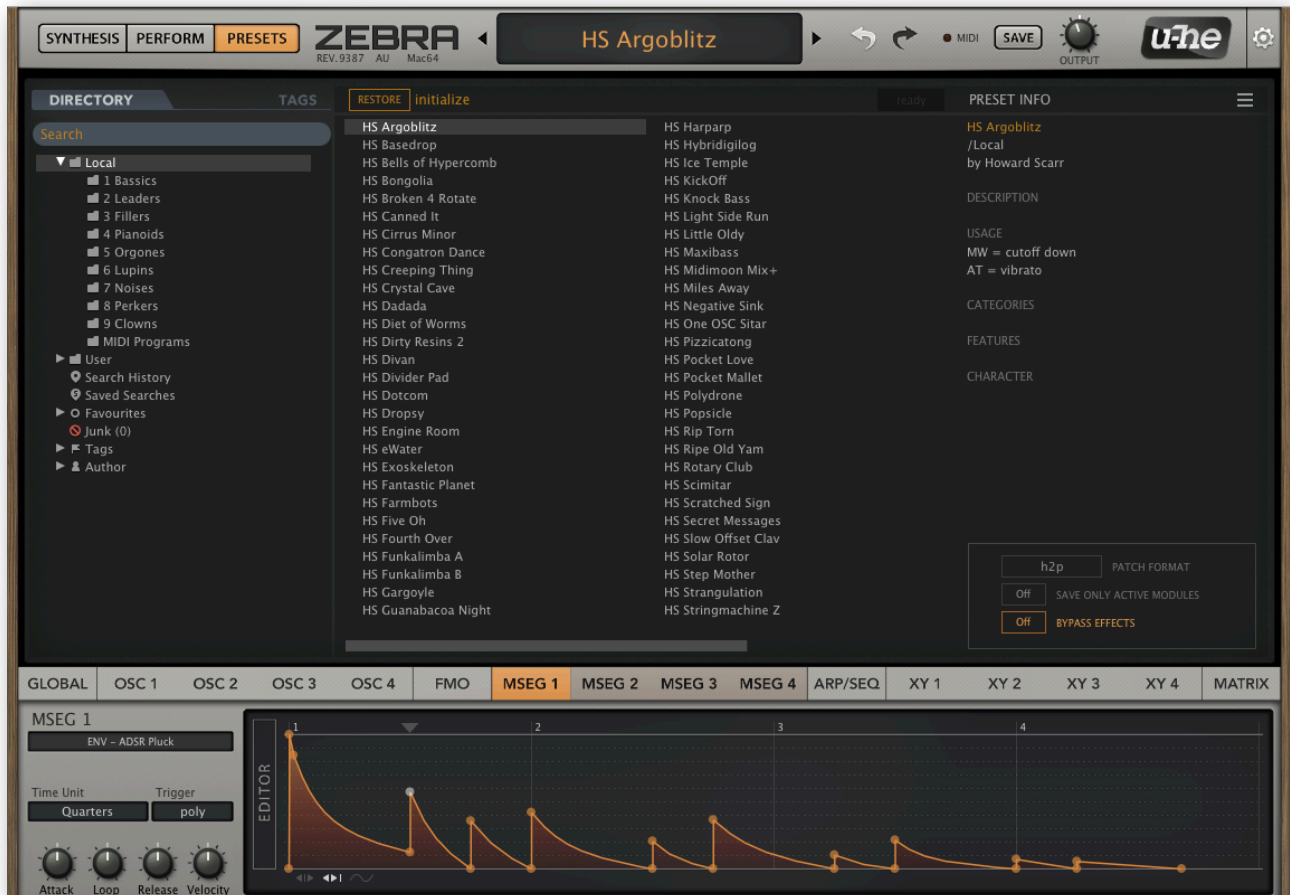 SYNTHESIS PERFORM PRESETS
ZEBRA
REV.9387 AU Mac64
HS Argoblitz
MIDI SAVE
OUTPUT
u-he
DIRECTORY TAGS
Search
Local
1 Bassics
2 Leaders
3 Fillers
4 Pianoids
5 Orgones
6 Lupins
7 Noises
8 Perkers
9 Clowns
MIDI Programs
User
Search History
Saved Searches
Favourites
Junk (0)
Tags
Author
RESTORE initialize
ready
HS Argoblitz
HS Basedrop
HS Bells of Hypercomb
HS Bongolia
HS Broken 4 Rotate
HS Canned It
HS Cirrus Minor
HS Congatron Dance
HS Creeping Thing
HS Crystal Cave
HS Dadada
HS Diet of Worms
HS Dirty Resins 2
HS Divan
HS Divider Pad
HS Dotcom
HS Dropsy
HS Engine Room
HS eWater
HS Exoskeleton
HS Fantastic Planet
HS Farmbots
HS Five Oh
HS Fourth Over
HS Funkalimba A
HS Funkalimba B
HS Gargoyle
HS Guanabacoa Night
HS Harparp
HS Hybridigilog
HS Ice Temple
HS KickOff
HS Knock Bass
HS Light Side Run
HS Little Oldy
HS Maxibass
HS Midimoon Mix+
HS Miles Away
HS Negative Sink
HS One OSC Sitar
HS Pizzicatong
HS Pocket Love
HS Pocket Mallet
HS Polydrone
HS Popsicle
HS Rip Torn
HS Ripe Old Yam
HS Rotary Club
HS Scimitar
HS Scratched Sign
HS Secret Messages
HS Slow Offset Clav
HS Solar Rotor
HS Step Mother
HS Strangulation
HS Stringmachine Z
PRESET INFO
HS Argoblitz
/Local
by Howard Scarr
DESCRIPTION
USAGE
MW = cutoff down
AT = vibrato
CATEGORIES
FEATURES
CHARACTER
h2p PATCH FORMAT
Off SAVE ONLY ACTIVE MODULES
Off BYPASS EFFECTS
GLOBAL OSC 1 OSC 2 OSC 3 OSC 4 FMO MSEG 1 MSEG 2 MSEG 3 MSEG 4 ARP/SEQ XY 1 XY 2 XY 3 XY 4 MATRIX
MSEG 1
ENV - ADSR Pluck
Time Unit Trigger
Quarters poly
Attack Loop Release Velocity
EDITOR
1 2 3 4